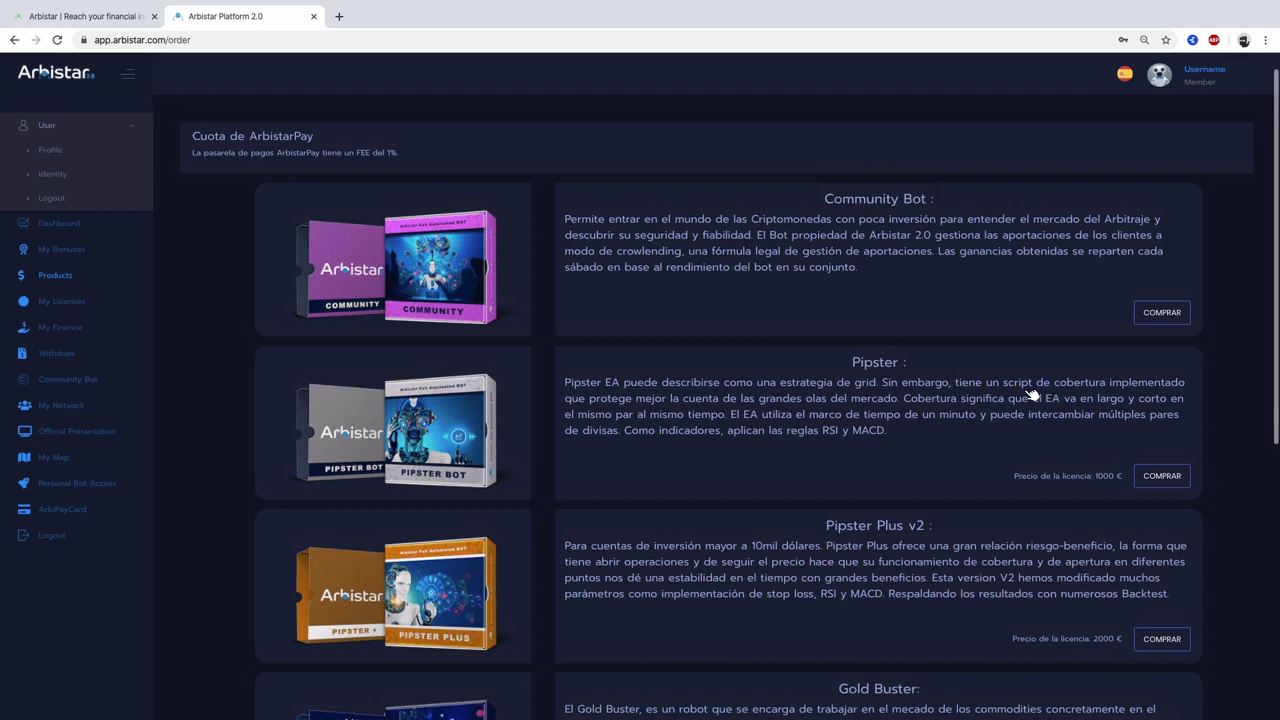 Arbistar | Reach your financial in
Arbistar Platform 2.0
app.arbistar.com/order
ABP
Arbistar 2.0
Username
Member
User
Profile
Identity
Logout
Dashboard
My Bonuses
Products
My Licenses
My Finance
Withdraw
Community Bot
My Network
Official Presentation
My Map
Personal Bot Access
ArbiPayCard
Logout
Cuota de ArbistarPay
La pasarela de pagos ArbistarPay tiene un FEE del 1%.
Arbistar Full Automated BOT
Arbistar
COMMUNITY
COMMUNITY
Community Bot :
Permite entrar en el mundo de las Criptomonedas con poca inversión para entender el mercado del Arbitraje y
descubrir su seguridad y fiabilidad. El Bot propiedad de Arbistar 2.0 gestiona las aportaciones de los clientes a
modo de crowlending, una fórmula legal de gestión de aportaciones. Las ganancias obtenidas se reparten cada
sábado en base al rendimiento del bot en su conjunto.
COMPRAR
Arbistar Full Automated BOT
Arbistar
PIPSTER BOT
PIPSTER BOT
Pipster :
Pipster EA puede describirse como una estrategia de grid. Sin embargo, tiene un script de cobertura implementado
que protege mejor la cuenta de las grandes olas del mercado. Cobertura significa que el EA va en largo y corto en
el mismo par al mismo tiempo. El EA utiliza el marco de tiempo de un minuto y puede intercambiar múltiples pares
de divisas. Como indicadores, aplican las reglas RSI y MACD.
Precio de la licencia: 1000 €
COMPRAR
Arbistar Full Automated BOT
Arbistar
PIPSTER +
PIPSTER PLUS
Pipster Plus v2 :
Para cuentas de inversión mayor a 10mil dólares. Pipster Plus ofrece una gran relación riesgo-beneficio, la forma que
tiene abrir operaciones y de seguir el precio hace que su funcionamiento de cobertura y de apertura en diferentes
puntos nos dé una estabilidad en el tiempo con grandes beneficios. Esta version V2 hemos modificado muchos
parámetros como implementación de stop loss, RSI y MACD. Respaldando los resultados con numerosos Backtest.
Precio de la licencia: 2000 €
COMPRAR
Gold Buster:
El Gold Buster, es un robot que se encarga de trabajar en el mecado de los commodities concretamente en el